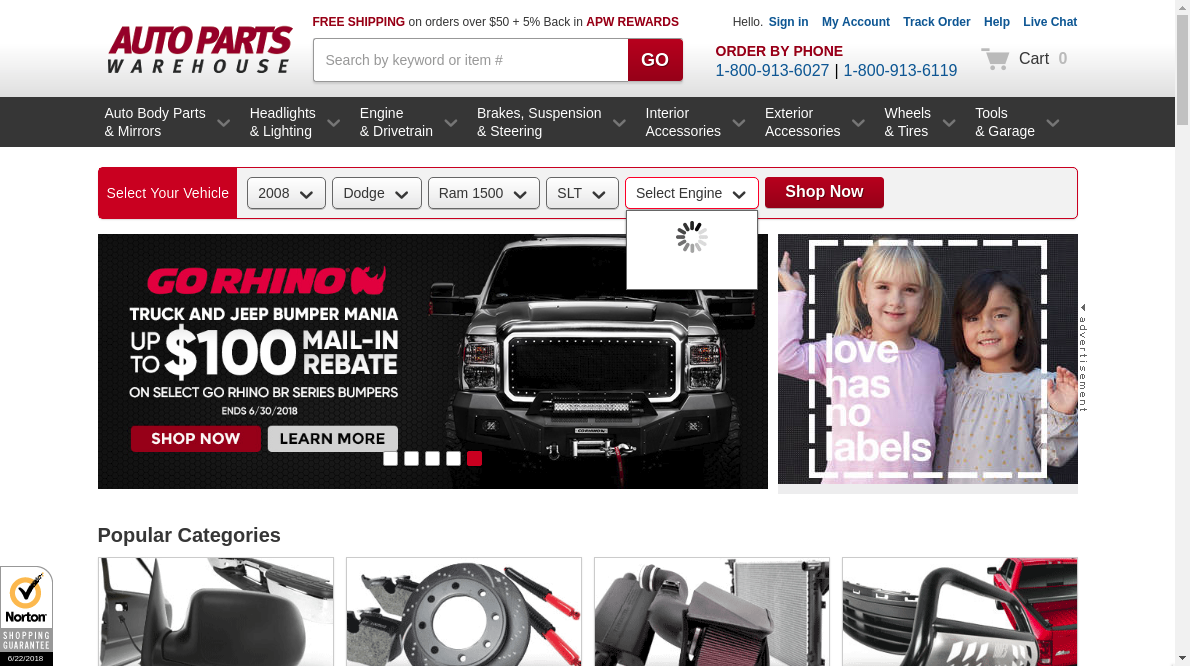 AUTO PARTS
WAREHOUSE
FREE SHIPPING on orders over $50 + 5% Back in APW REWARDS
Search by keyword or item #
GO
Hello. Sign in My Account Track Order Help Live Chat
ORDER BY PHONE
1-800-913-6027 | 1-800-913-6119
Cart 0
Auto Body Parts
& Mirrors
Headlights
& Lighting
Engine
& Drivetrain
Brakes, Suspension
& Steering
Interior
Accessories
Exterior
Accessories
Wheels
& Tires
Tools
& Garage
Select Your Vehicle
2008
Dodge
Ram 1500
SLT
Select Engine
Shop Now
GO RHINO
TRUCK AND JEEP BUMPER MANIA
UP TO $100 MAIL-IN REBATE
ON SELECT GO RHINO BR SERIES BUMPERS
ENDS 6/30/2018
SHOP NOW
LEARN MORE
GO RHINO
love
has
no
labels
advertisement
Popular Categories
Norton
SHOPPING
GUARANTEE
6/22/2018